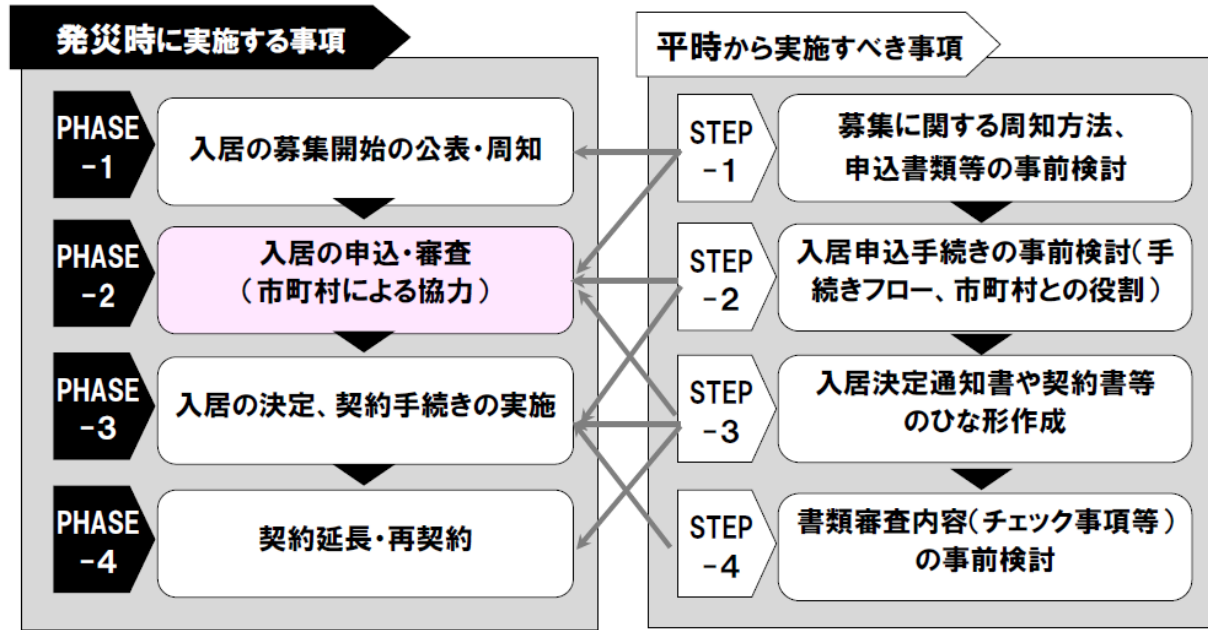 発災時に実施する事項
PHASE
-1
入居の募集開始の公表・周知
PHASE
-2
入居の申込・審査
(市町村による協力)
PHASE
-3
入居の決定、契約手続きの実施
PHASE
-4
契約延長・再契約
平時から実施すべき事項
STEP
-1
募集に関する周知方法、
申込書類等の事前検討
STEP
-2
入居申込手続きの事前検討(手
続きフロー、市町村との役割)
STEP
-3
入居決定通知書や契約書等
のひな形作成
STEP
-4
書類審査内容(チェック事項等)
の事前検討